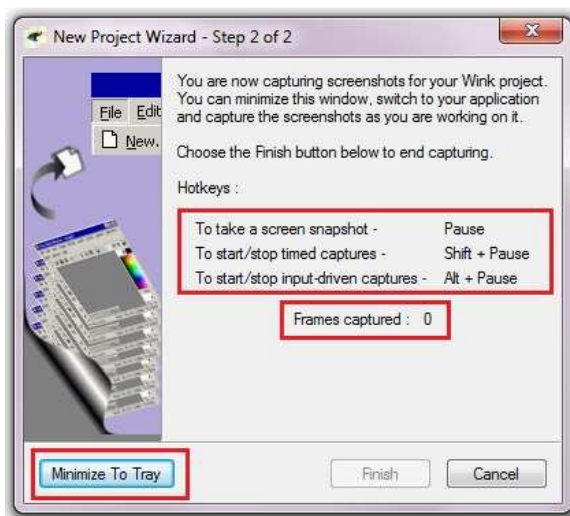 New Project Wizard - Step 2 of 2
File Edit
New.
You are now capturing screenshots for your Wink project.
You can minimize this window, switch to your application
and capture the screenshots as you are working on it.
Choose the Finish button below to end capturing.
Hotkeys :
To take a screen snapshot - Pause
To start/stop timed captures - Shift + Pause
To start/stop input-driven captures - Alt + Pause
Frames captured : 0
Minimize To Tray Finish Cancel